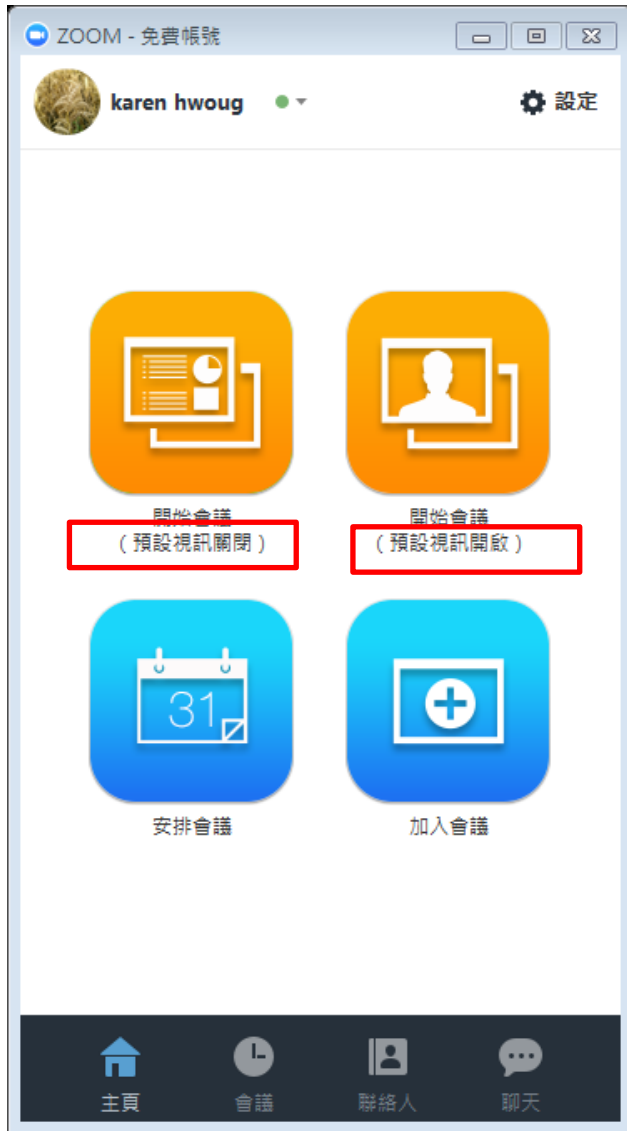 ZOOM - 免費帳號
karen hwoug
設定
開始會議
(預設視訊關閉)
開始會議
(預設視訊開啟)
31
安排會議
加入會議
主頁
會議
聯絡人
聊天